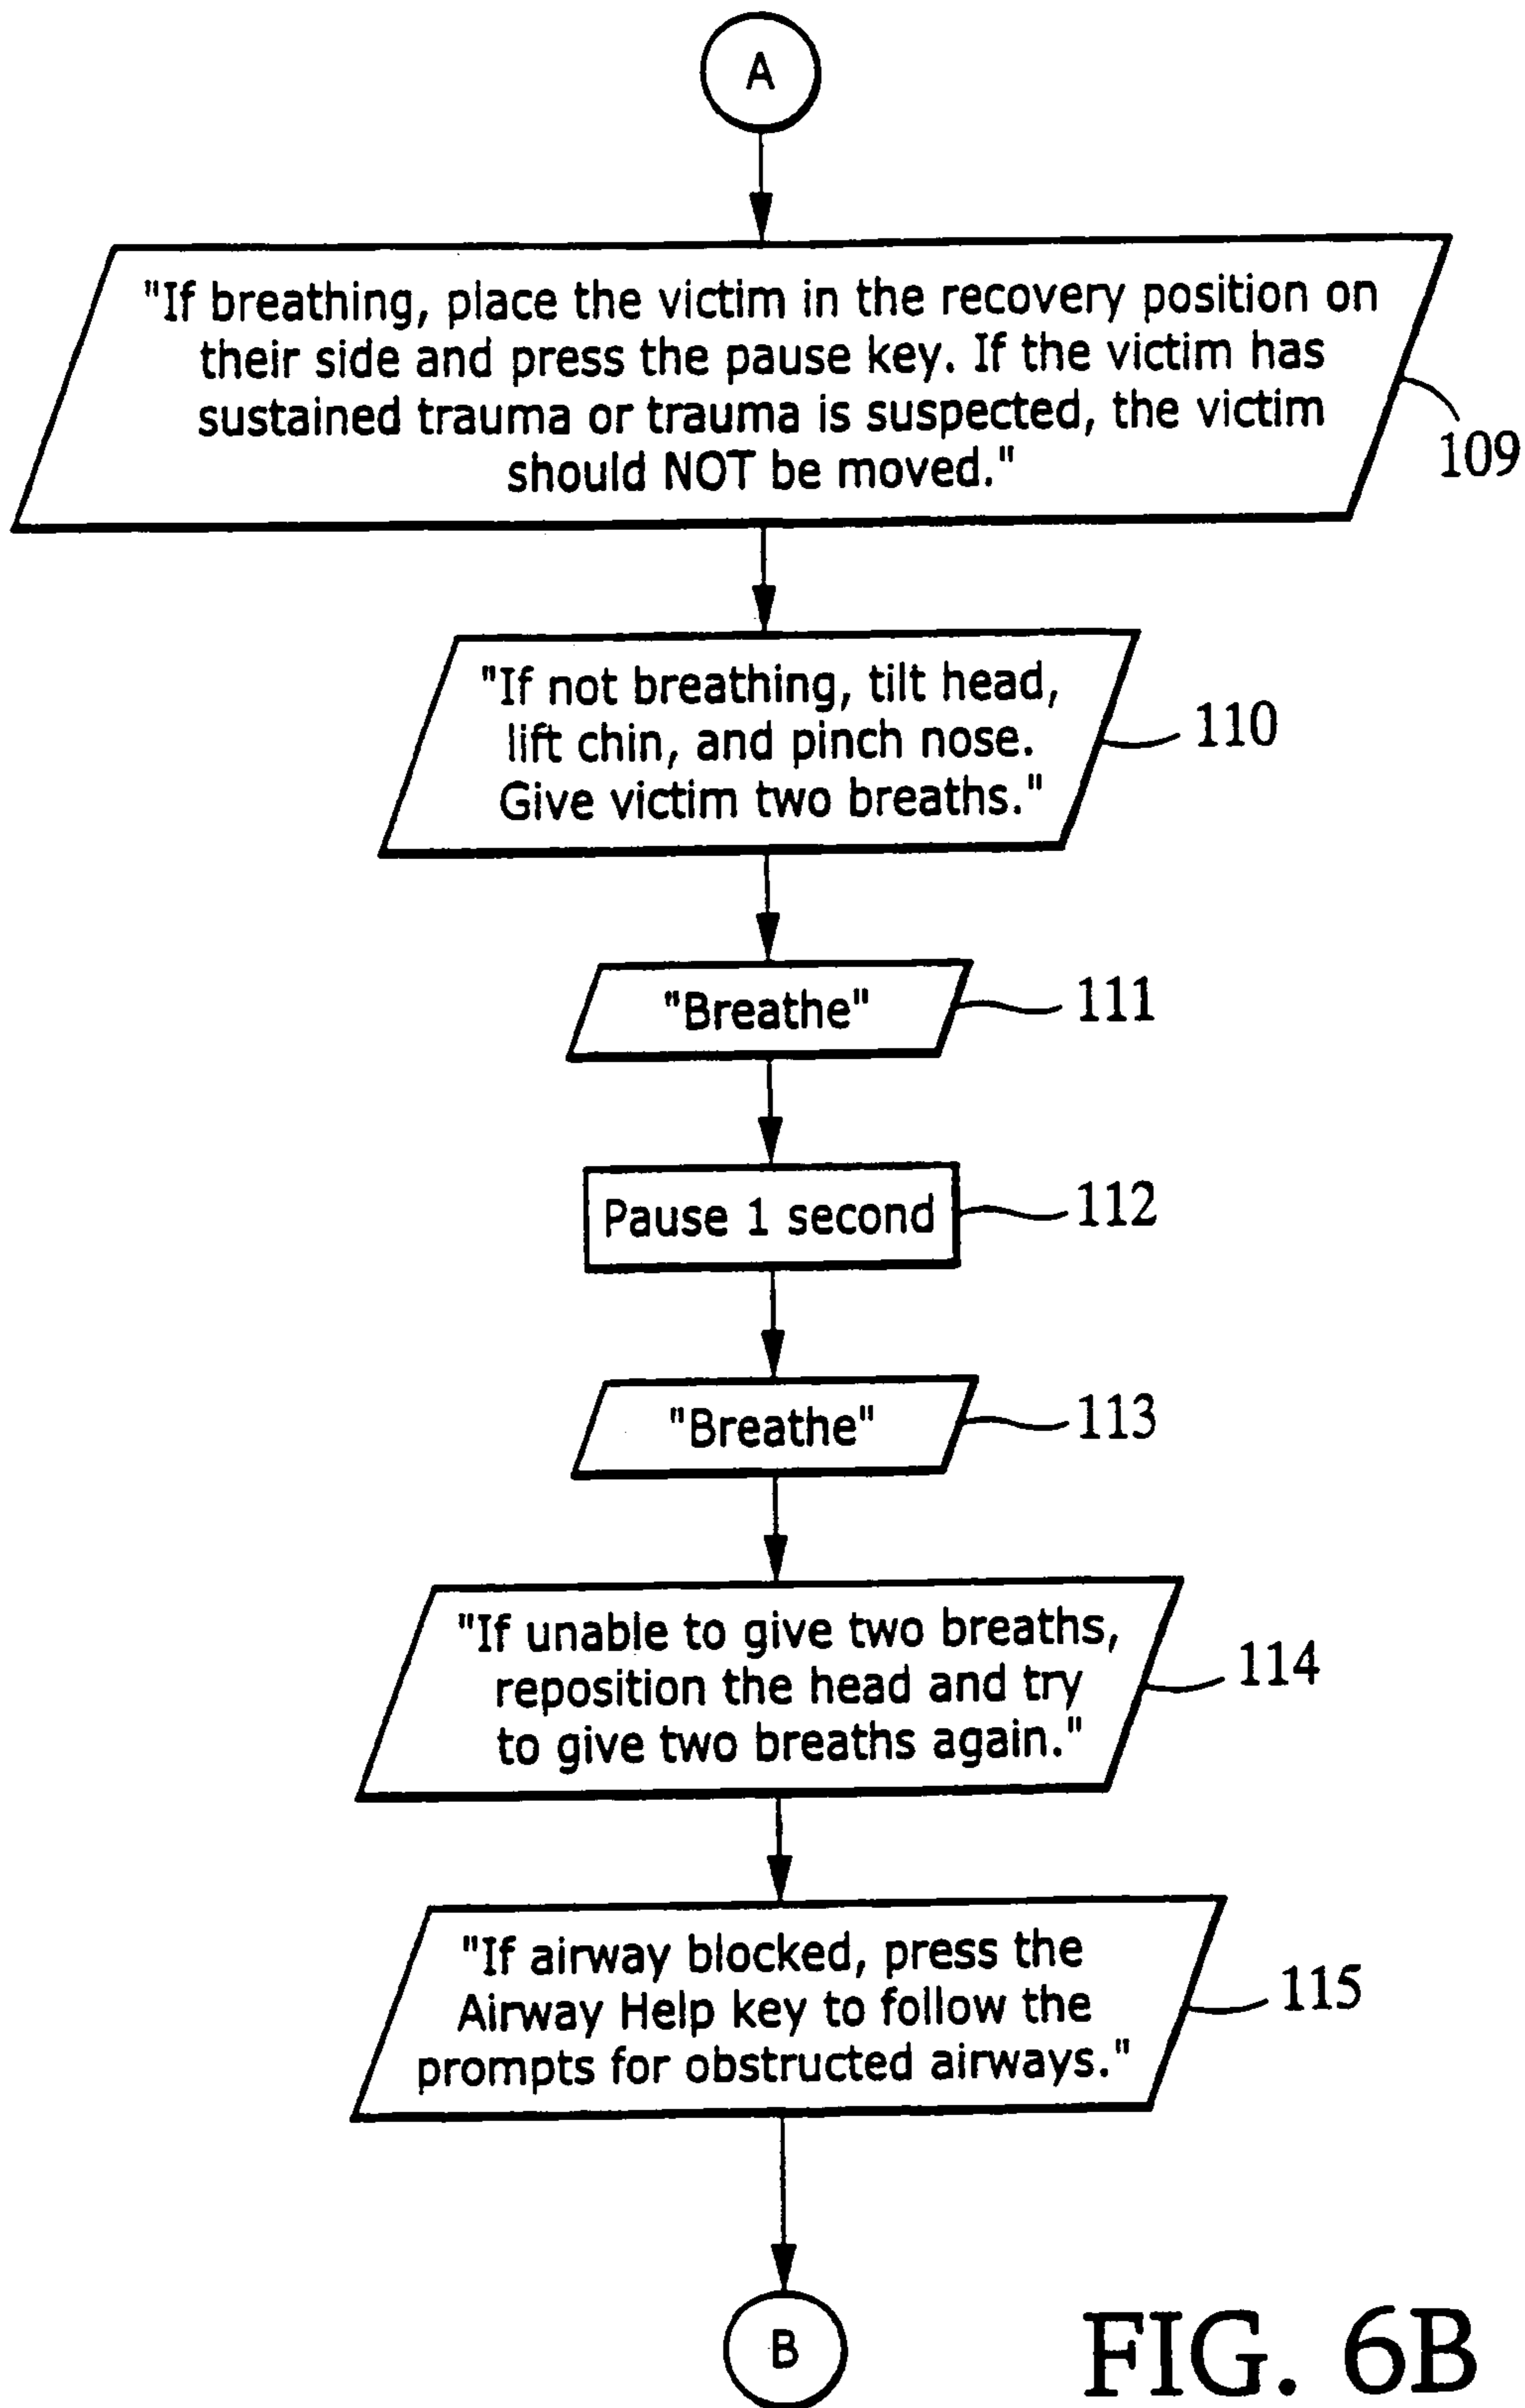 A
"If breathing, place the victim in the recovery position on
their side and press the pause key. If the victim has
sustained trauma or trauma is suspected, the victim
should NOT be moved."
109
"If not breathing, tilt head,
lift chin, and pinch nose.
Give victim two breaths."
110
"Breathe"
111
Pause 1 second
112
"Breathe"
113
"If unable to give two breaths,
reposition the head and try
to give two breaths again."
114
"If airway blocked, press the
Airway Help key to follow the
prompts for obstructed airways."
115
B
FIG. 6B